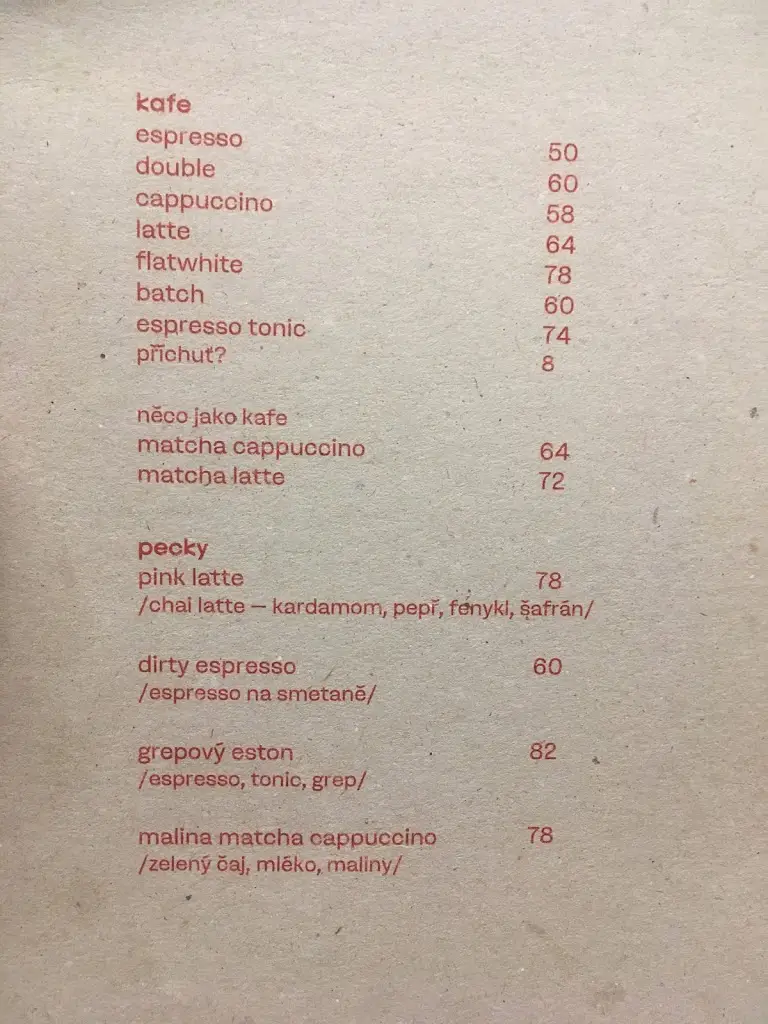 kafe
espresso 50
double 60
cappuccino 58
latte 64
flatwhite 78
batch 60
espresso tonic 74
příchuť? 8
něco jako kafe
matcha cappuccino 64
matcha latte 72
pecky
pink latte 78
/chai latte – kardamom, pepř, fenykl, šafrán/
dirty espresso 60
/espresso na smetaně/
grepový eston 82
/espresso, tonic, grep/
malina matcha cappuccino 78
/zelený čaj, mléko, maliny/